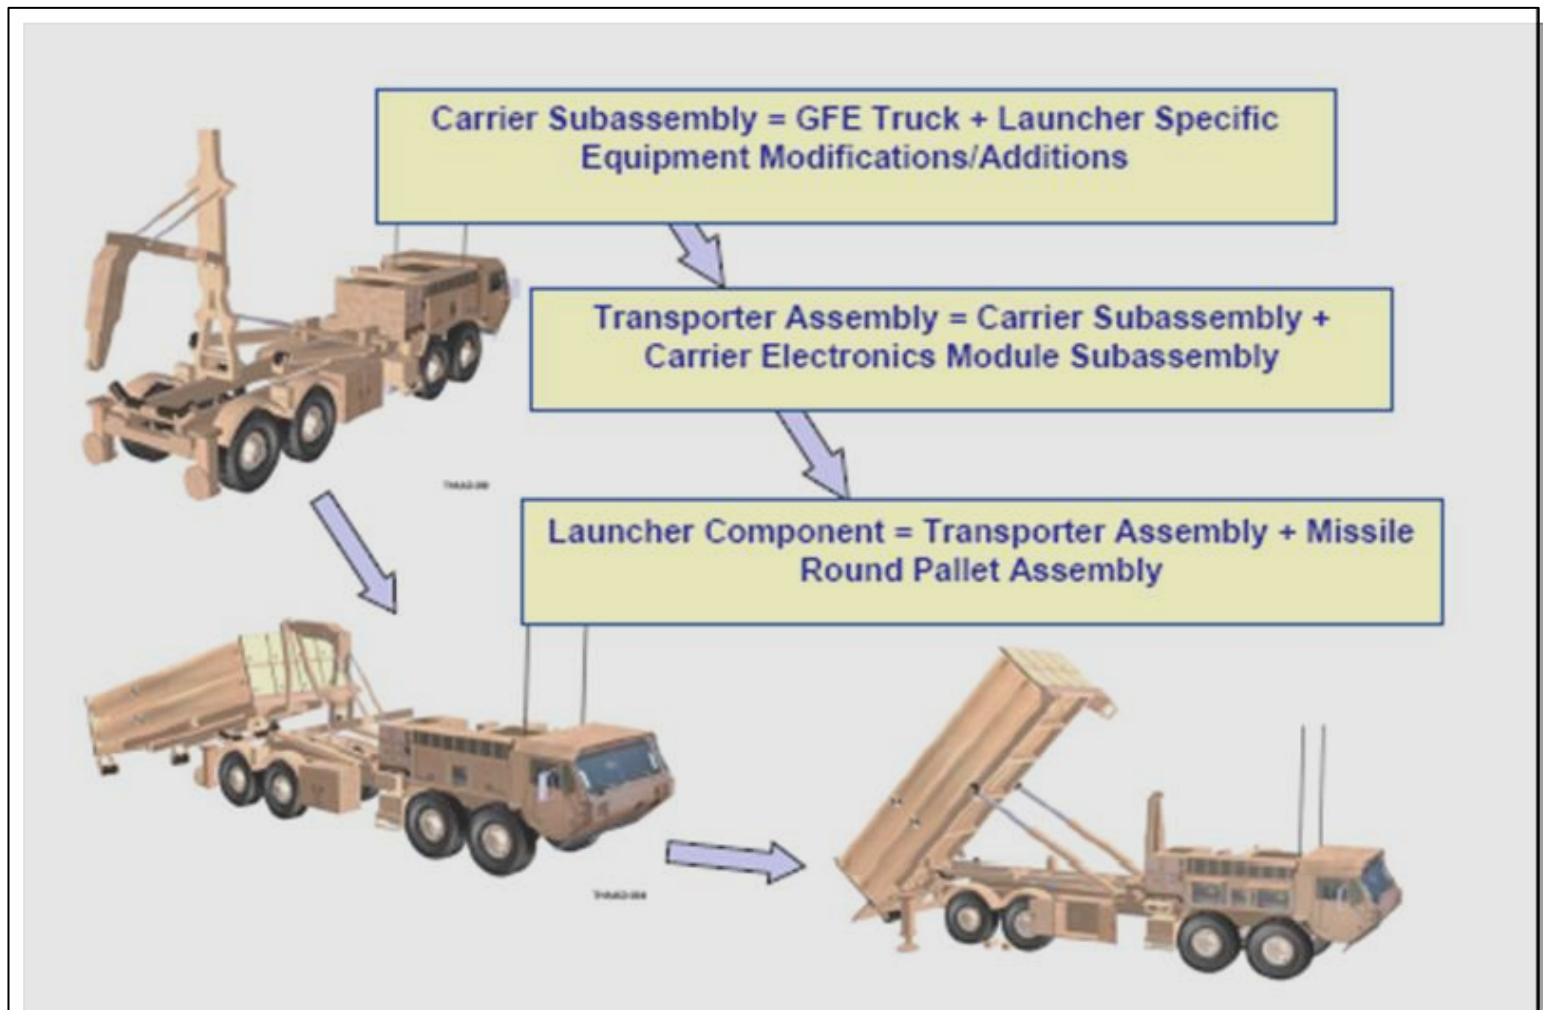 Carrier Subassembly = GFE Truck + Launcher Specific
Equipment Modifications/Additions
Transporter Assembly = Carrier Subassembly +
Carrier Electronics Module Subassembly
Launcher Component = Transporter Assembly + Missile
Round Pallet Assembly